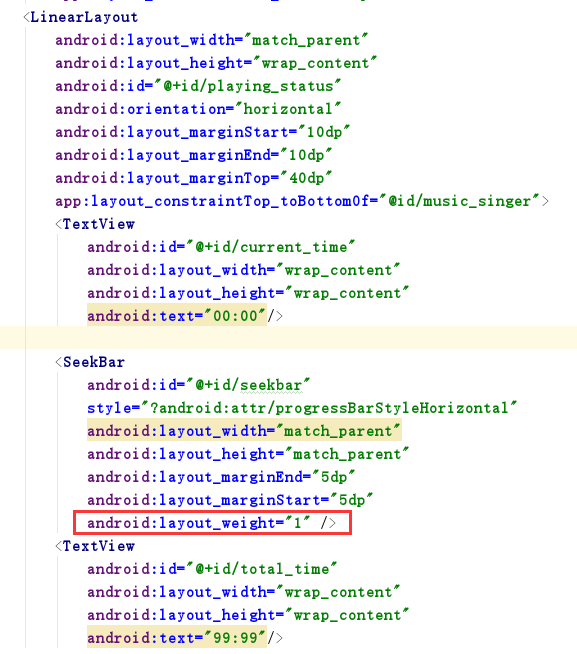 <LinearLayout
android:layout_width="match_parent"
android:layout_height="wrap_content"
android:id="@+id/playing_status"
android:orientation="horizontal"
android:layout_marginStart="10dp"
android:layout_marginEnd="10dp"
android:layout_marginTop="40dp"
app:layout_constraintTop_toBottomOf="@id/music_singer">
<TextView
android:id="@+id/current_time"
android:layout_width="wrap_content"
android:layout_height="wrap_content"
android:text="00:00"/>
<SeekBar
android:id="@+id/seekbar"
style="?android:attr/progressBarStyleHorizontal"
android:layout_width="match_parent"
android:layout_height="match_parent"
android:layout_marginEnd="5dp"
android:layout_marginStart="5dp"
android:layout_weight="1" />
<TextView
android:id="@+id/total_time"
android:layout_width="wrap_content"
android:layout_height="wrap_content"
android:text="99:99"/>